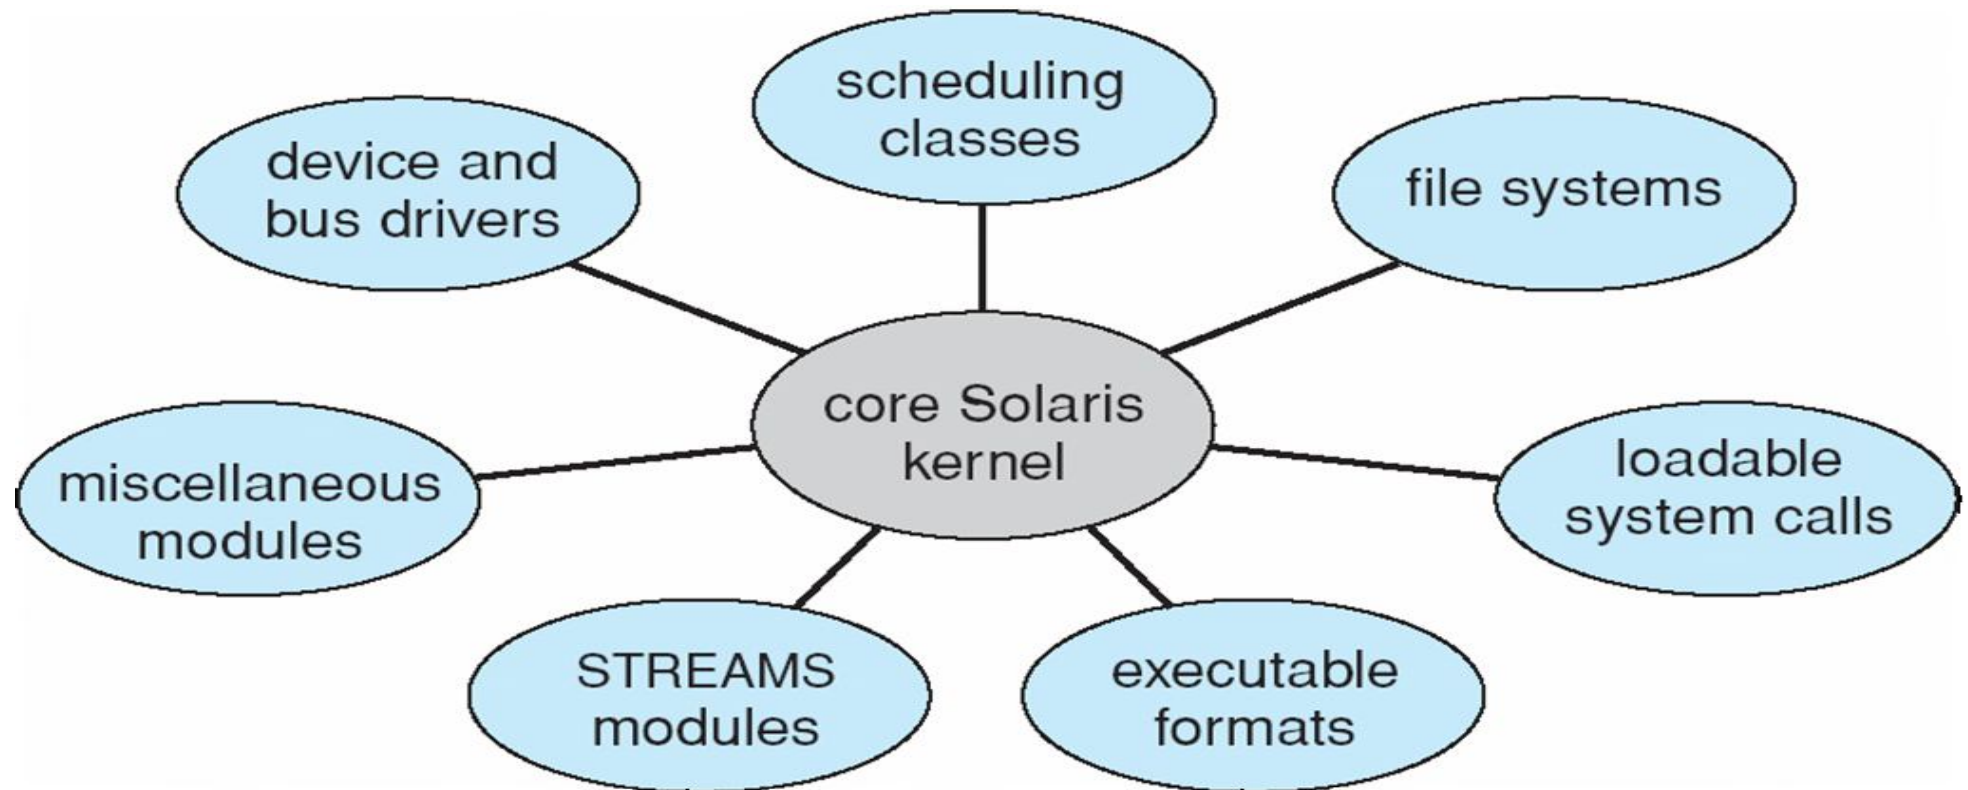 scheduling
classes
device and
bus drivers
file systems
core Solaris
kernel
miscellaneous
modules
loadable
system calls
STREAMS
modules
executable
formats